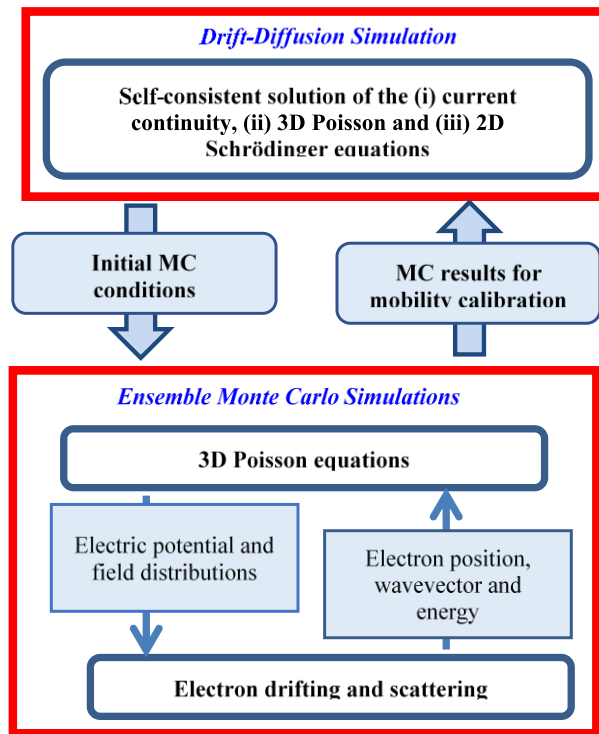 Drift-Diffusion Simulation
Self-consistent solution of the (i) current
continuity, (ii) 3D Poisson and (iii) 2D
Schrödinger equations
Initial MC
conditions
MC results for
mobility calibration
Ensemble Monte Carlo Simulations
3D Poisson equations
Electric potential and
field distributions
Electron position,
wavevector and
energy
Electron drifting and scattering